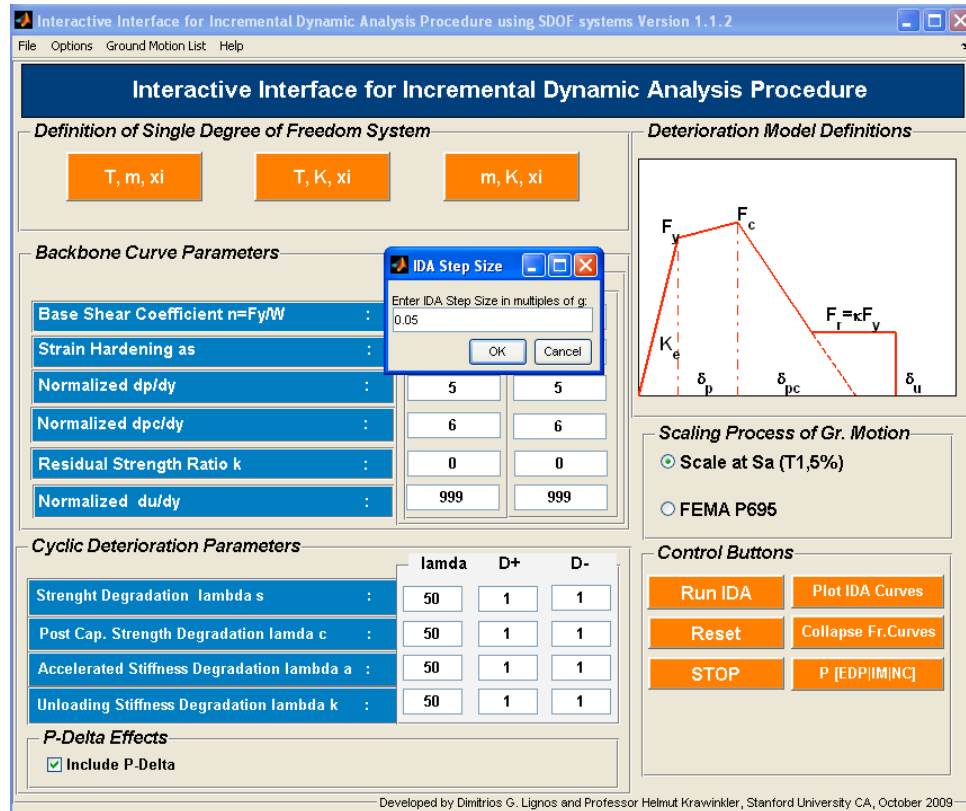 Interactive Interface for Incremental Dynamic Analysis Procedure using SDOF systems Version 1.1.2
File Options Ground Motion List Help
Interactive Interface for Incremental Dynamic Analysis Procedure
Definition of Single Degree of Freedom System
T, m, xi
T, K, xi
m, K, xi
Deterioration Model Definitions
F_y
F_c
F_r=κF_y
K_e
δ_p
δ_pc
δ_u
Backbone Curve Parameters
Base Shear Coefficient n=Fy/W :
Strain Hardening as :
Normalized dp/dy : 5 5
Normalized dpc/dy : 6 6
Residual Strength Ratio k : 0 0
Normalized du/dy : 999 999
IDA Step Size
Enter IDA Step Size in multiples of g:
0.05
OK Cancel
Scaling Process of Gr. Motion
Scale at Sa (T1,5%)
FEMA P695
Cyclic Deterioration Parameters
lamda D+ D-
Strenght Degradation lambda s : 50 1 1
Post Cap. Strength Degradation lamda c : 50 1 1
Accelerated Stiffness Degradation lambda a : 50 1 1
Unloading Stiffness Degradation lambda k : 50 1 1
P-Delta Effects
Include P-Delta
Control Buttons
Run IDA Plot IDA Curves
Reset Collapse Fr.Curves
STOP P [EDP|IM|NC]
Developed by Dimitrios G. Lignos and Professor Helmut Krawinkler, Stanford University CA, October 2009